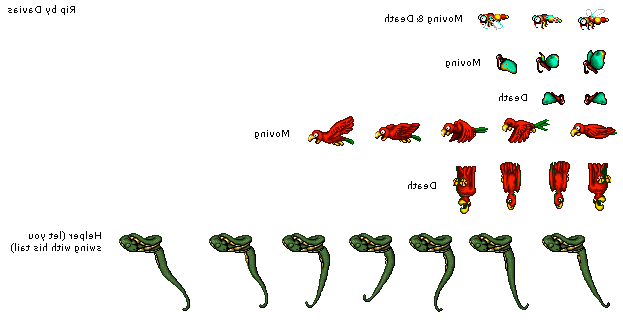 Rip by Davias
Moving & Death
Moving
Death
Moving
Death
Helper (let you
swing with his tail)